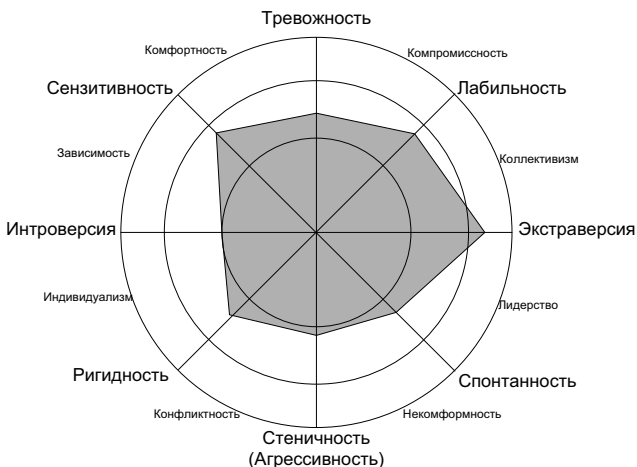 Тревожность
Комфортность
Компромиссность
Сензитивность
Лабильность
Зависимость
Коллективизм
Интроверсия
Экстраверсия
Индивидуализм
Лидерство
Ригидность
Спонтанность
Конфликтность
Некомформность
Стеничность
(Агрессивность)